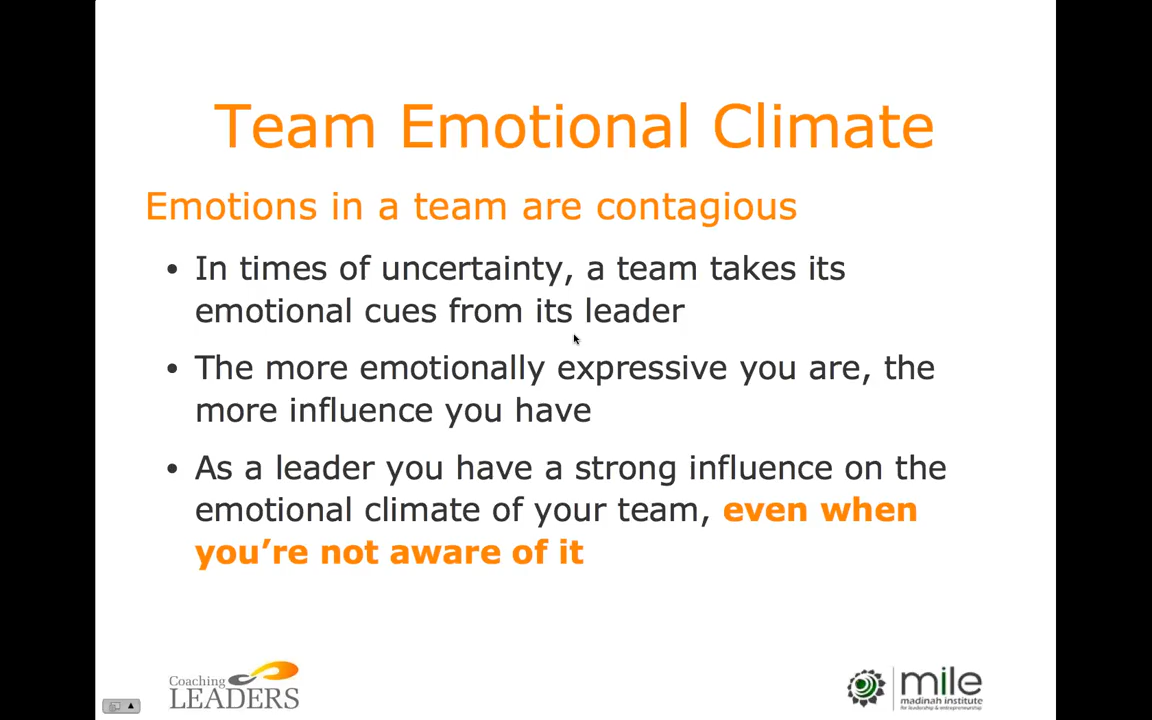 Team Emotional Climate
Emotions in a team are contagious
• In times of uncertainty, a team takes its
emotional cues from its leader
• The more emotionally expressive you are, the
more influence you have
• As a leader you have a strong influence on the
emotional climate of your team, even when
you’re not aware of it
Coaching
LEADERS
mile
madinah institute
for leadership & entrepreneurship